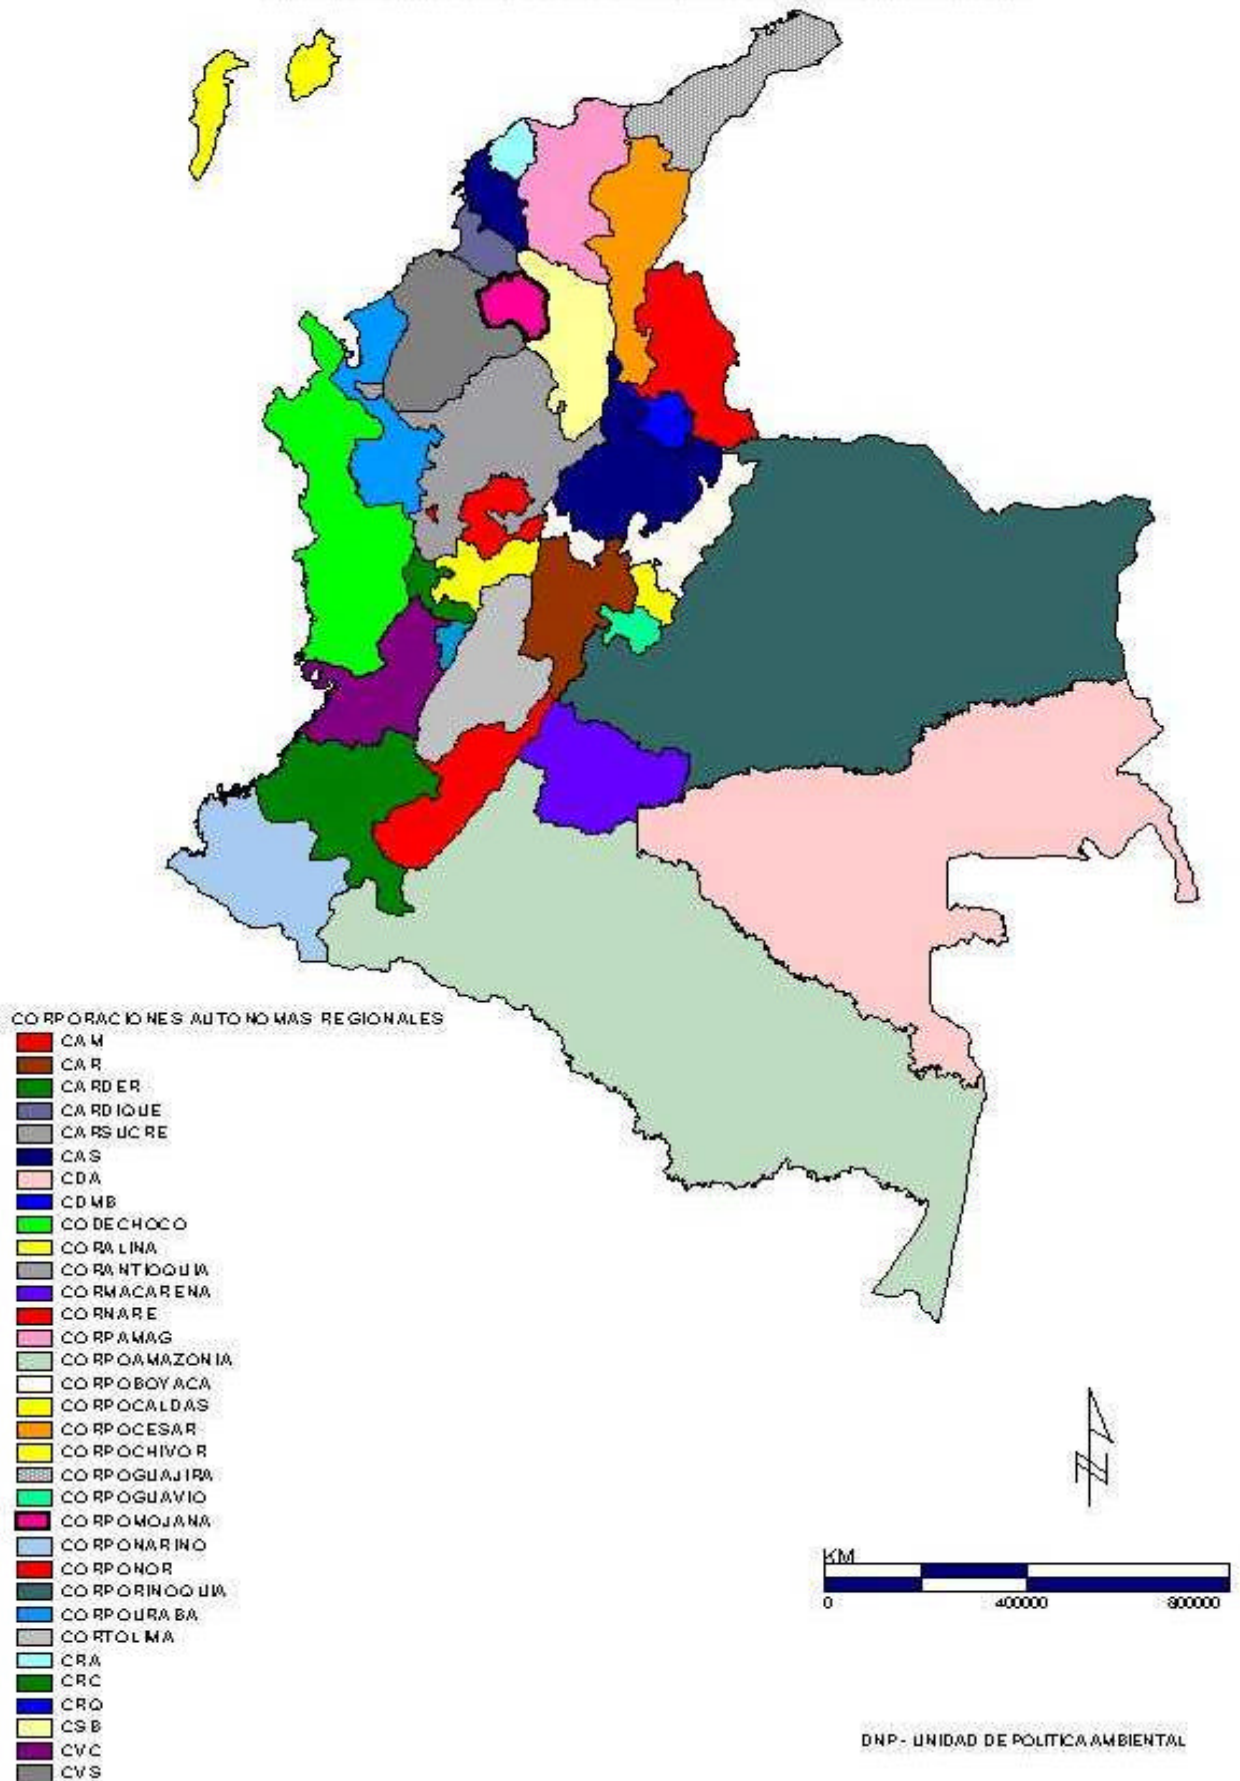 CORPORACIONES AUTONOMAS REGIONALES
CAM
CAR
CARDER
CARDIQUE
CARSUCRE
CAS
CDA
CDMB
CODECHOCO
CORALINA
CORANTIOQUIA
CORMACARENA
CORNARE
CORPAMAG
CORPOAMAZONIA
CORPOBOYACA
CORPOCALDAS
CORPOCESAR
CORPOCHIVOR
CORPOGUAJIRA
CORPOGUAVIO
CORPOMOJANA
CORPONARINO
CORPONOR
CORPORINOQUIA
CORPOURABA
CORTOLIMA
CRA
CRC
CRQ
CSB
CVC
CVS
N
KM
0 400000 800000
DNP - UNIDAD DE POLITICA AMBIENTAL